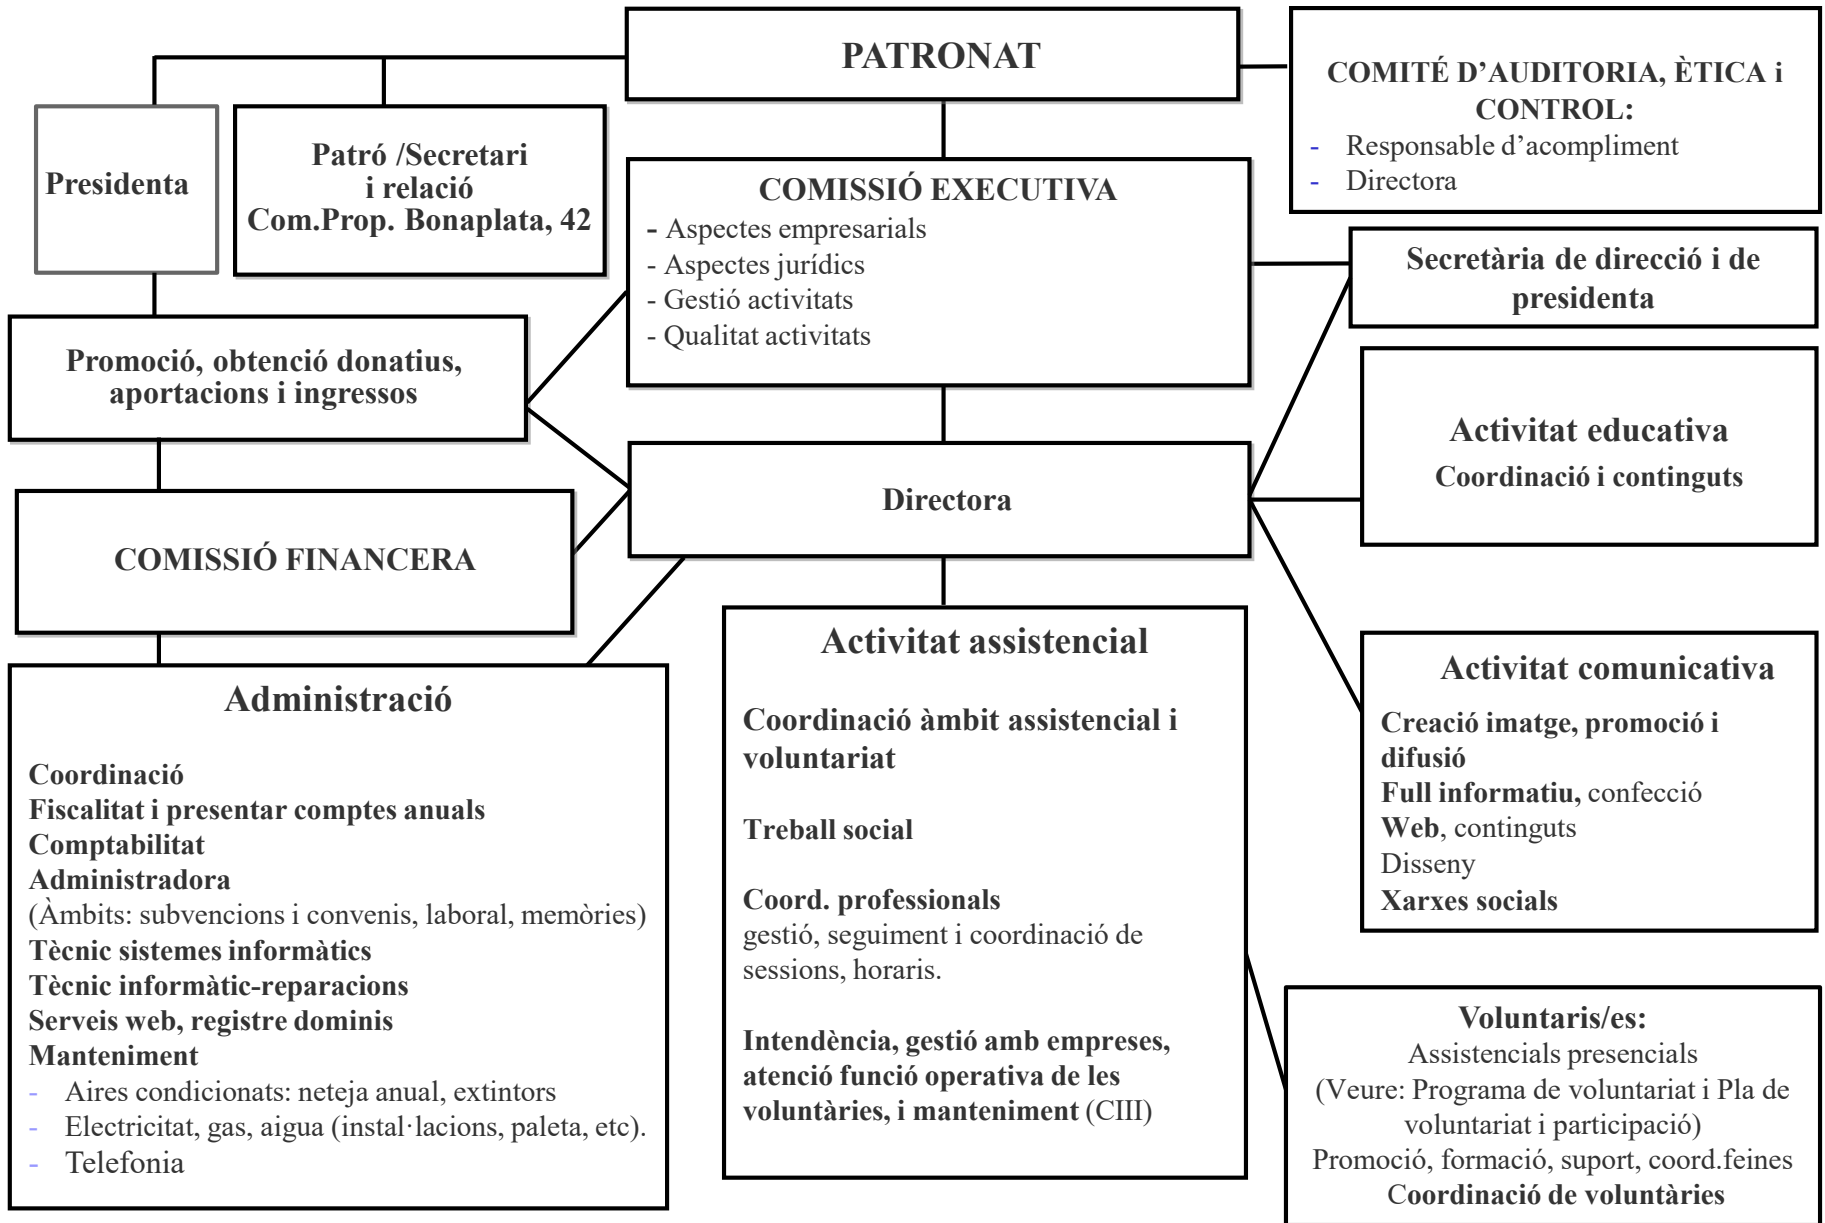 PATRONAT
COMITÉ D’AUDITORIA, ÈTICA i
CONTROL:
- Responsable d’acompliment
- Directora
Presidenta
Patró /Secretari
i relació
Com.Prop. Bonaplata, 42
COMISSIÓ EXECUTIVA
- Aspectes empresarials
- Aspectes jurídics
- Gestió activitats
- Qualitat activitats
Secretària de direcció i de
presidenta
Promoció, obtenció donatius,
aportacions i ingressos
Activitat educativa
Coordinació i continguts
Directora
COMISSIÓ FINANCERA
Administració
Coordinació
Fiscalitat i presentar comptes anuals
Comptabilitat
Administradora
(Àmbits: subvencions i convenis, laboral, memòries)
Tècnic sistemes informàtics
Tècnic informàtic-reparacions
Serveis web, registre dominis
Manteniment
- Aires condicionats: neteja anual, extintors
- Electricitat, gas, aigua (instal·lacions, paleta, etc).
- Telefonia
Activitat assistencial
Coordinació àmbit assistencial i
voluntariat
Treball social
Coord. professionals
gestió, seguiment i coordinació de
sessions, horaris.
Intendència, gestió amb empreses,
atenció funció operativa de les
voluntàries, i manteniment (CIII)
Activitat comunicativa
Creació imatge, promoció i
difusió
Full informatiu, confecció
Web, continguts
Disseny
Xarxes socials
Voluntaris/es:
Assistencials presencials
(Veure: Programa de voluntariat i Pla de
voluntariat i participació)
Promoció, formació, suport, coord.feines
Coordinació de voluntàries